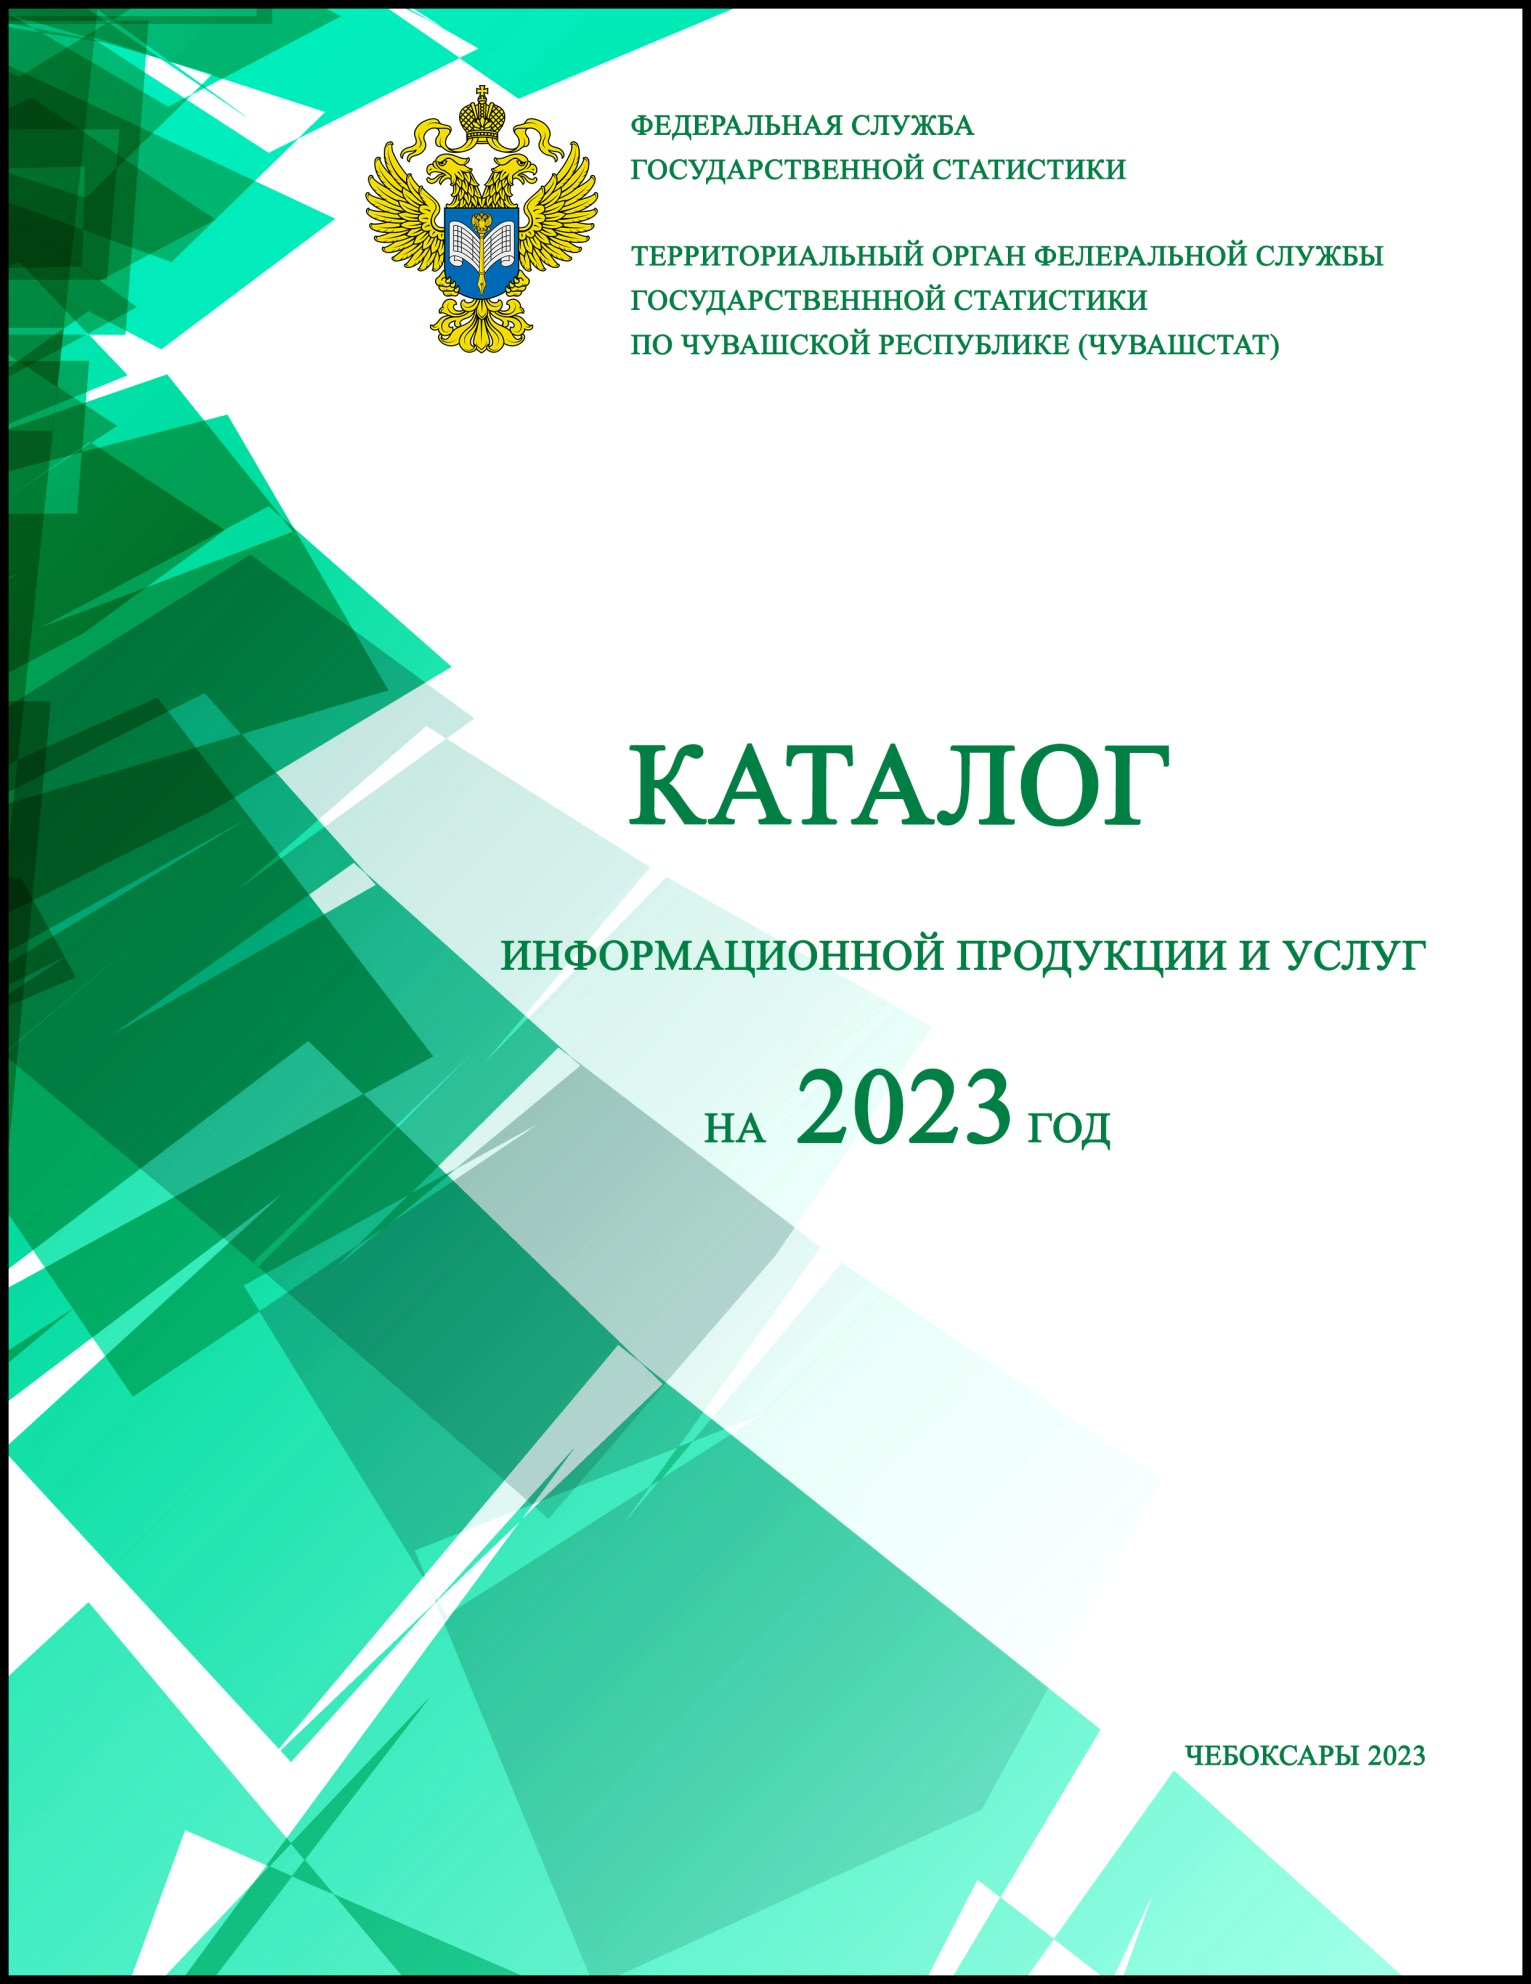 ФЕДЕРАЛЬНАЯ СЛУЖБА
ГОСУДАРСТВЕННОЙ СТАТИСТИКИ
ТЕРРИТОРИАЛЬНЫЙ ОРГАН ФЕЛЕРАЛЬНОЙ СЛУЖБЫ
ГОСУДАРСТВЕНННОЙ СТАТИСТИКИ
ПО ЧУВАШСКОЙ РЕСПУБЛИКЕ (ЧУВАШСТАТ)
КАТАЛОГ
ИНФОРМАЦИОННОЙ ПРОДУКЦИИ И УСЛУГ
НА 2023 ГОД
ЧЕБОКСАРЫ 2023